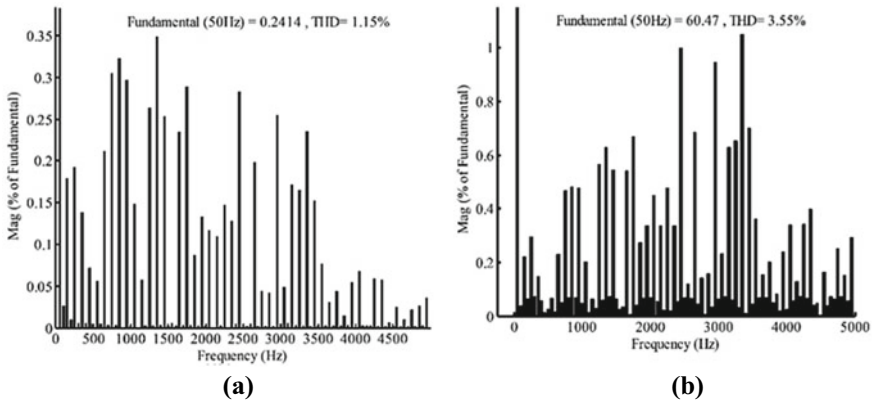 Fundamental (50Hz) = 0.2414 , THD= 1.15%
0.35
0.3
0.25
0.2
0.15
0.1
0.05
0
Mag (% of Fundamental)
0 500 1000 1500 2000 2500 3000 3500 4000 4500
Frequency (Hz)
(a)
Fundamental (50Hz) = 60.47 , THD= 3.55%
1
0.8
0.6
0.4
0.2
0
Mag (% of Fundamental)
0 1000 2000 3000 4000 5000
Frequency (Hz)
(b)